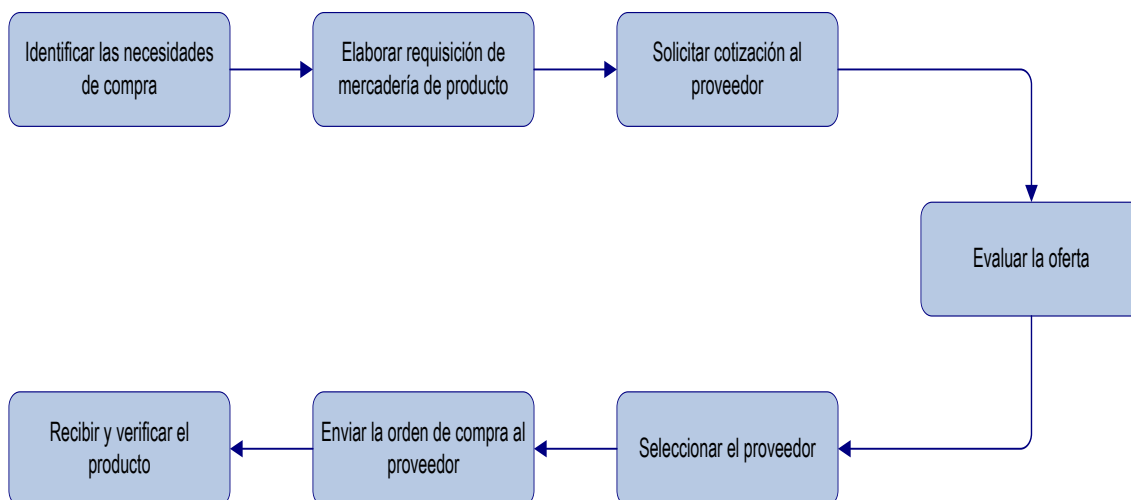 Identificar las necesidades
de compra
Elaborar requisición de
mercadería de producto
Solicitar cotización al
proveedor
Evaluar la oferta
Seleccionar el proveedor
Enviar la orden de compra al
proveedor
Recibir y verificar el
producto